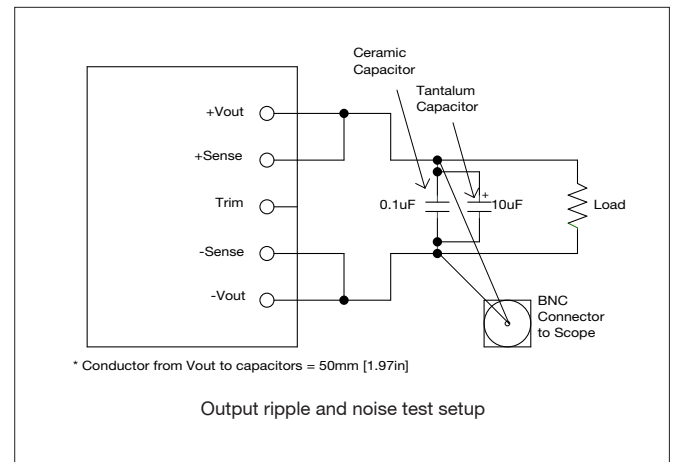 Ceramic
Capacitor
Tantalum
Capacitor
+Vout
+Sense
Trim
-Sense
-Vout
0.1uF
+
10uF
Load
BNC
Connector
to Scope
* Conductor from Vout to capacitors = 50mm [1.97in]
Output ripple and noise test setup